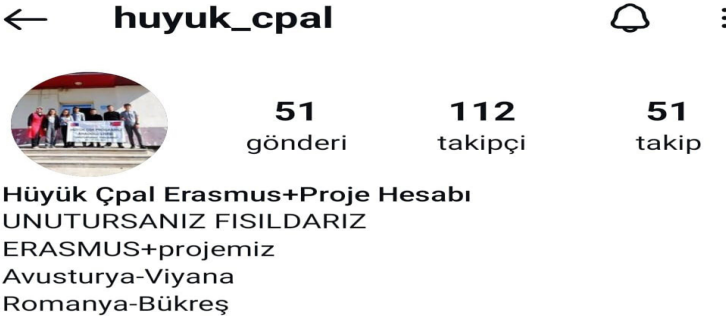 huyuk_cpal
51 112 51
gönderi takipçi takip
Hüyük Çpal Erasmus+Proje Hesabı
UNUTURSANIZ FISILDARIZ
ERASMUS+projemiz
Avusturya-Viyana
Romanya-Bükreş